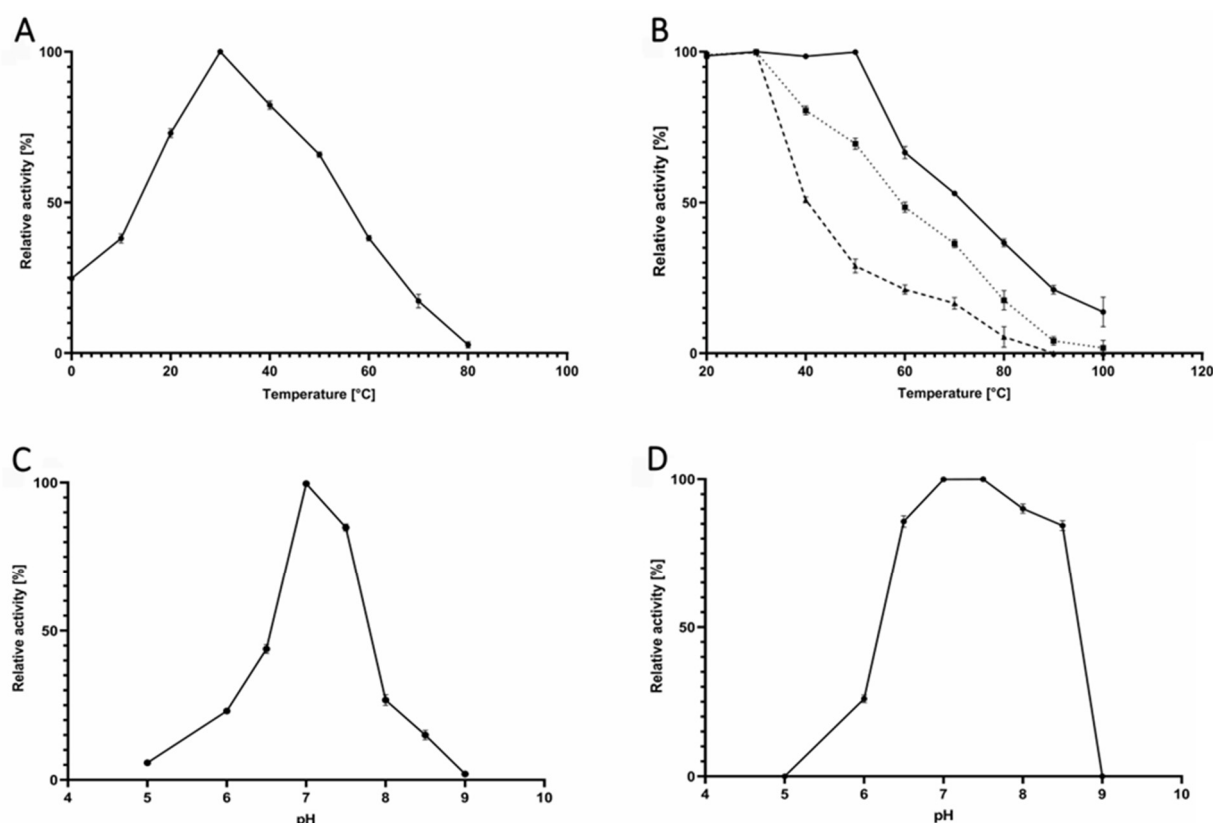 A
Relative activity [%]
100
50
0
0 20 40 60 80 100
Temperature [°C]
B
Relative activity [%]
100
50
0
20 40 60 80 100 120
Temperature [°C]
C
Relative activity [%]
100
50
0
4 5 6 7 8 9 10
pH
D
Relative activity [%]
100
50
0
4 5 6 7 8 9 10
pH